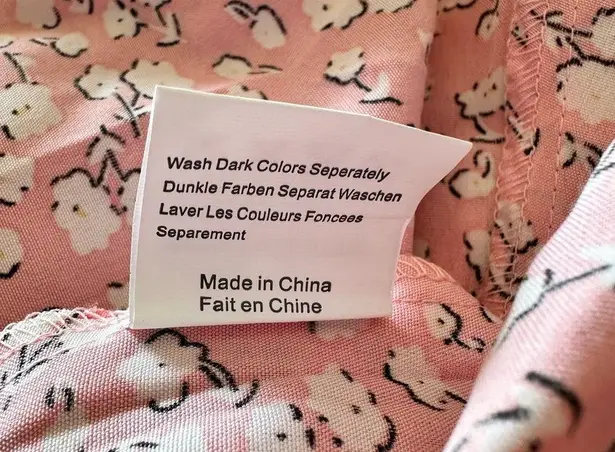 Wash Dark Colors Seperately
Dunkle Farben Separat Waschen
Laver Les Couleurs Foncees
Separement
Made in China
Fait en Chine